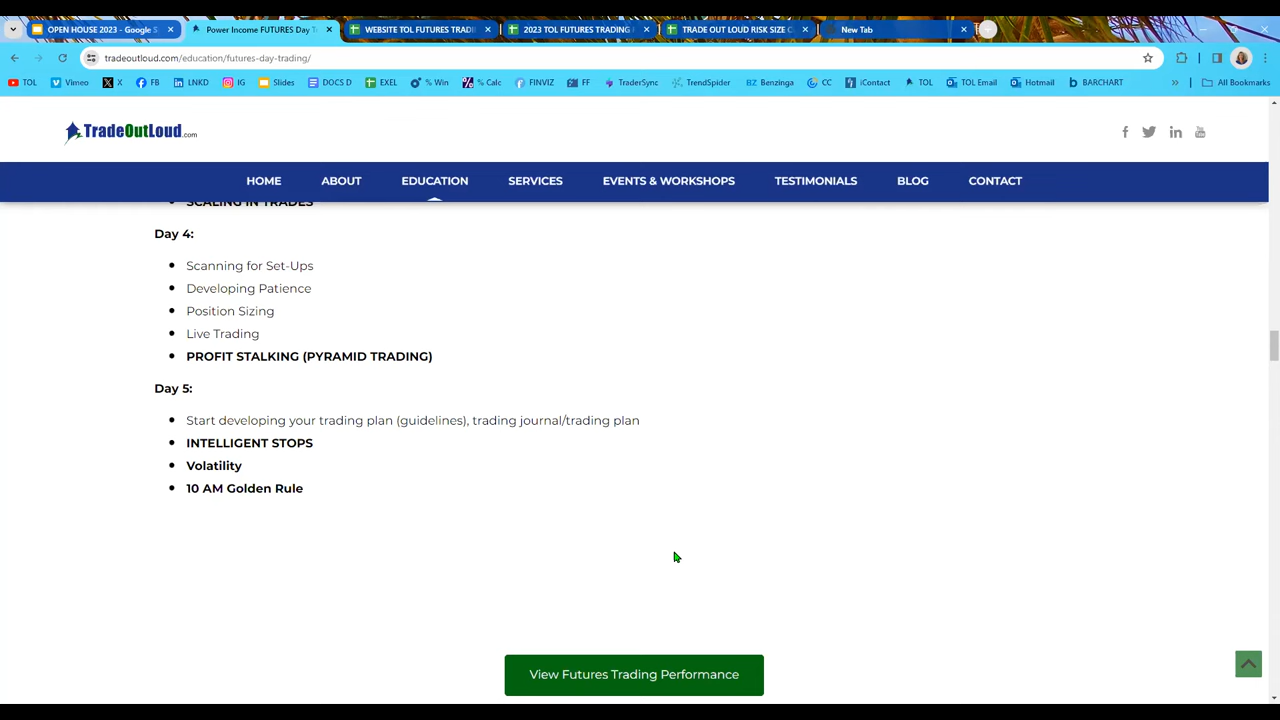 OPEN HOUSE 2023 - Google S
Power Income FUTURES Day T
WEBSITE TOL FUTURES TRADI
2023 TOL FUTURES TRADING
TRADE OUT LOUD RISK SIZE C
New Tab
tradeoutloud.com/education/futures-day-trading/
TOL Vimeo X FB LNKD IG Slides DOCS D EXEL % Win % Calc FINVIZ FF TraderSync TrendSpider Benzinga CC iContact TOL TOL Email Hotmail BARCHART » All Bookmarks
TradeOutLoud.com
HOME ABOUT EDUCATION SERVICES EVENTS & WORKSHOPS TESTIMONIALS BLOG CONTACT
SCALING IN TRADES
Day 4:
Scanning for Set-Ups
Developing Patience
Position Sizing
Live Trading
PROFIT STALKING (PYRAMID TRADING)
Day 5:
Start developing your trading plan (guidelines), trading journal/trading plan
INTELLIGENT STOPS
Volatility
10 AM Golden Rule
View Futures Trading Performance